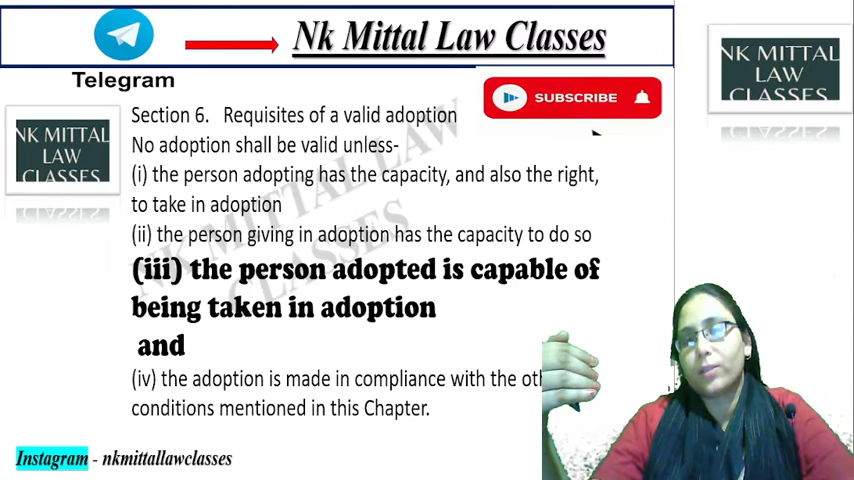 Nk Mittal Law Classes
Telegram
SUBSCRIBE
NK MITTAL
LAW
CLASSES
NK MITTAL
LAW
CLASSES
Section 6. Requisites of a valid adoption
No adoption shall be valid unless-
(i) the person adopting has the capacity, and also the right,
to take in adoption
(ii) the person giving in adoption has the capacity to do so
(iii) the person adopted is capable of
being taken in adoption
and
(iv) the adoption is made in compliance with the
conditions mentioned in this Chapter.
NK MITTAL LAW
CLASSES
Instagram - nkmittallawclasses